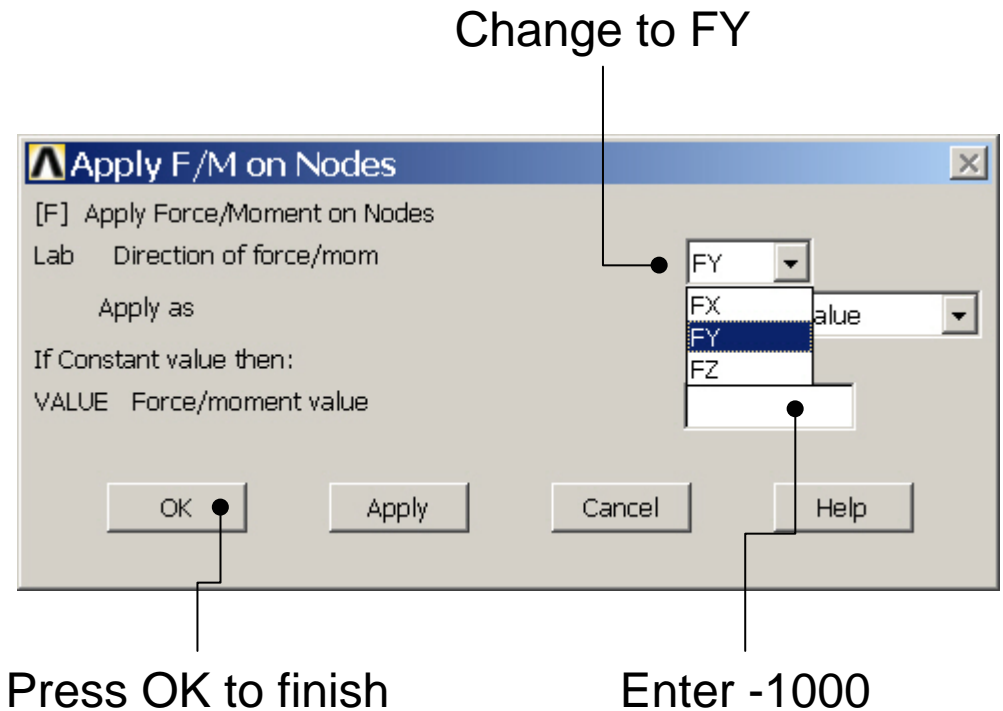 Change to FY
Apply F/M on Nodes
[F] Apply Force/Moment on Nodes
Lab Direction of force/mom FY
Apply as FX alue
FY
If Constant value then:
FZ
VALUE Force/moment value
OK Apply Cancel Help
Press OK to finish Enter -1000